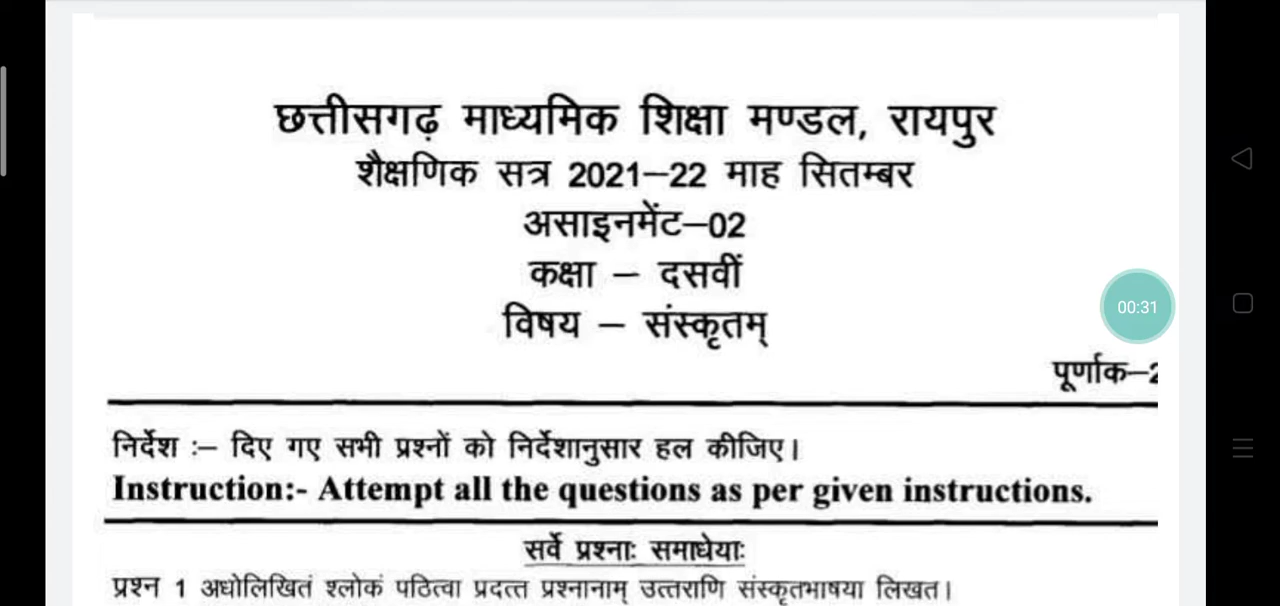 छत्तीसगढ़ माध्यमिक शिक्षा मण्डल, रायपुर
शैक्षणिक सत्र 2021–22 माह सितम्बर
असाइनमेंट–02
कक्षा – दसवीं
विषय – संस्कृतम्
00:31
पूर्णाक–
निर्देश :– दिए गए सभी प्रश्नों को निर्देशानुसार हल कीजिए।
Instruction:- Attempt all the questions as per given instructions.
सर्वे प्रश्नाः समाधेयाः
प्रश्न 1 अधोलिखितं श्लोकं पठित्वा प्रदत्त प्रश्नानाम् उत्तराणि संस्कृतभाषया लिखत।